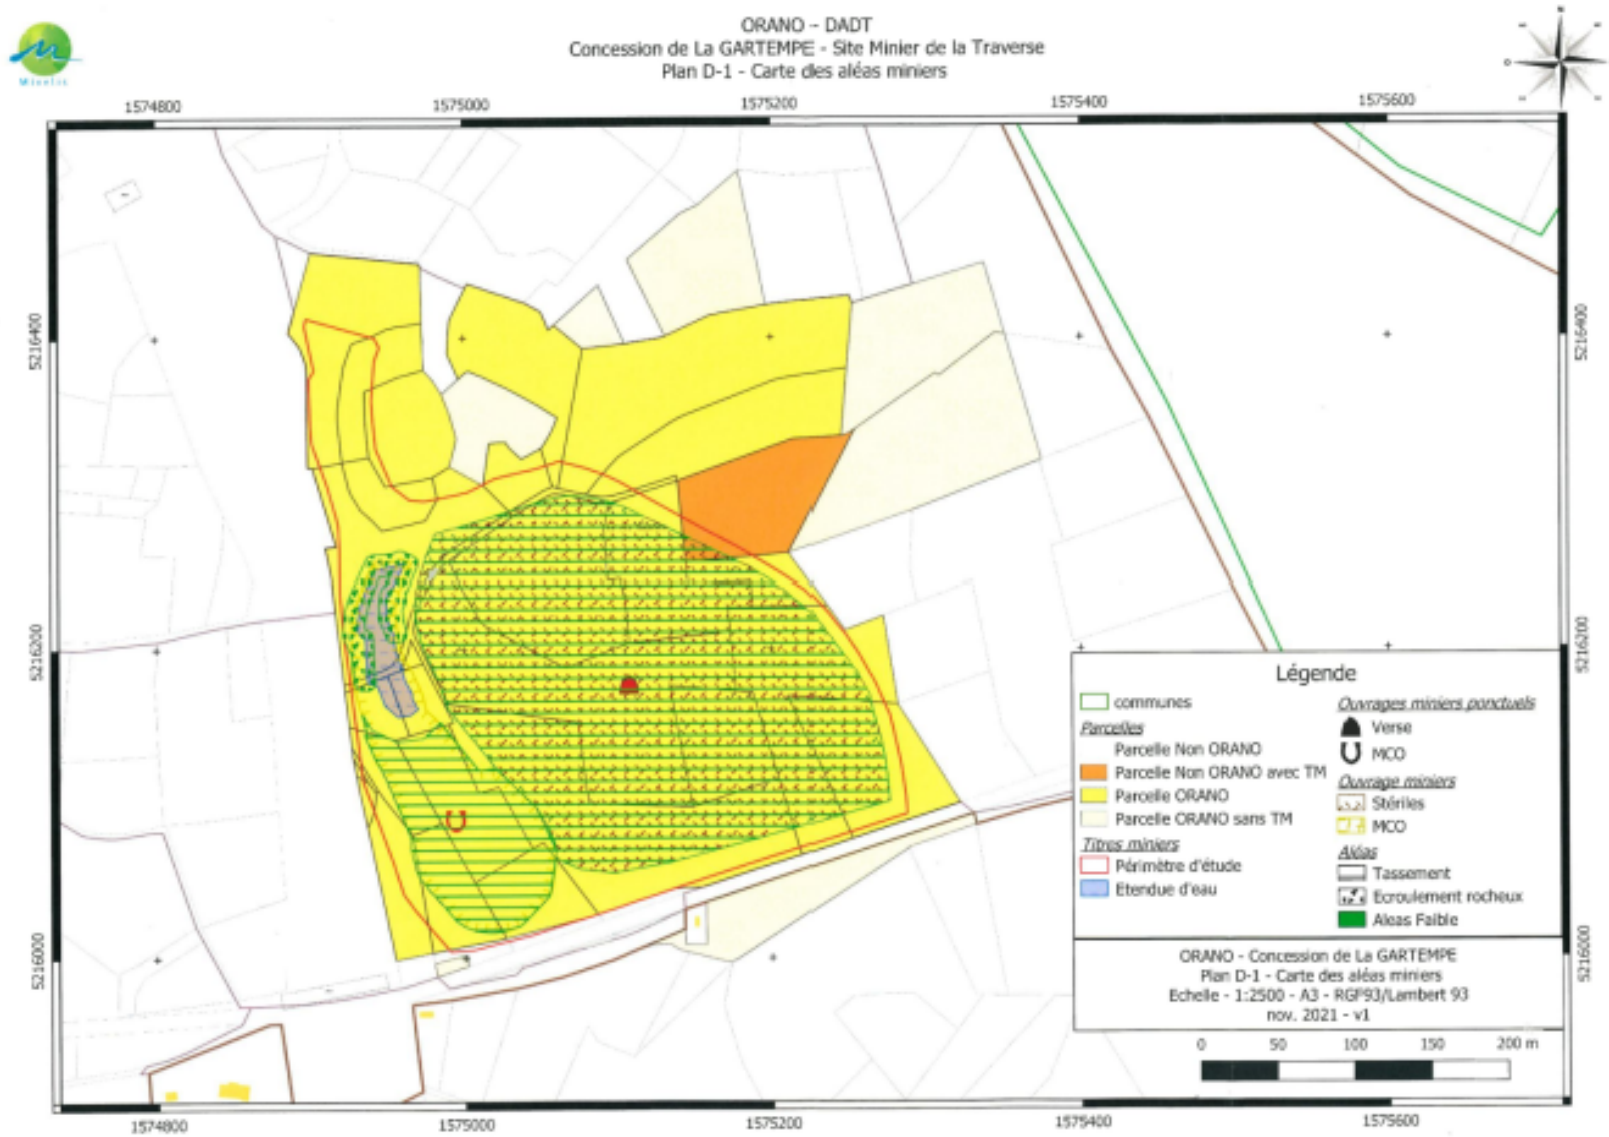 ORANO - DADT
Concession de La GARTEMPE - Site Minier de la Traverse
Plan D-1 - Carte des aléas miniers
Minelis
1574800
1575000
1575200
1575400
1575600
5216400
5216400
5216200
5216200
5216000
5216000
Légende
communes
Parcelles
Parcelle Non ORANO
Parcelle Non ORANO avec TM
Parcelle ORANO
Parcelle ORANO sans TM
Titres miniers
Périmètre d'étude
Etendue d'eau
Ouvrages miniers ponctuels
Verse
MCO
Ouvrage miniers
Stériles
MCO
Aléas
Tassement
Ecroulement rocheux
Aleas Faible
ORANO - Concession de La GARTEMPE
Plan D-1 - Carte des aléas miniers
Echelle - 1:2500 - A3 - RGF93/Lambert 93
nov. 2021 - v1
0 50 100 150 200 m
1574800
1575000
1575200
1575400
1575600